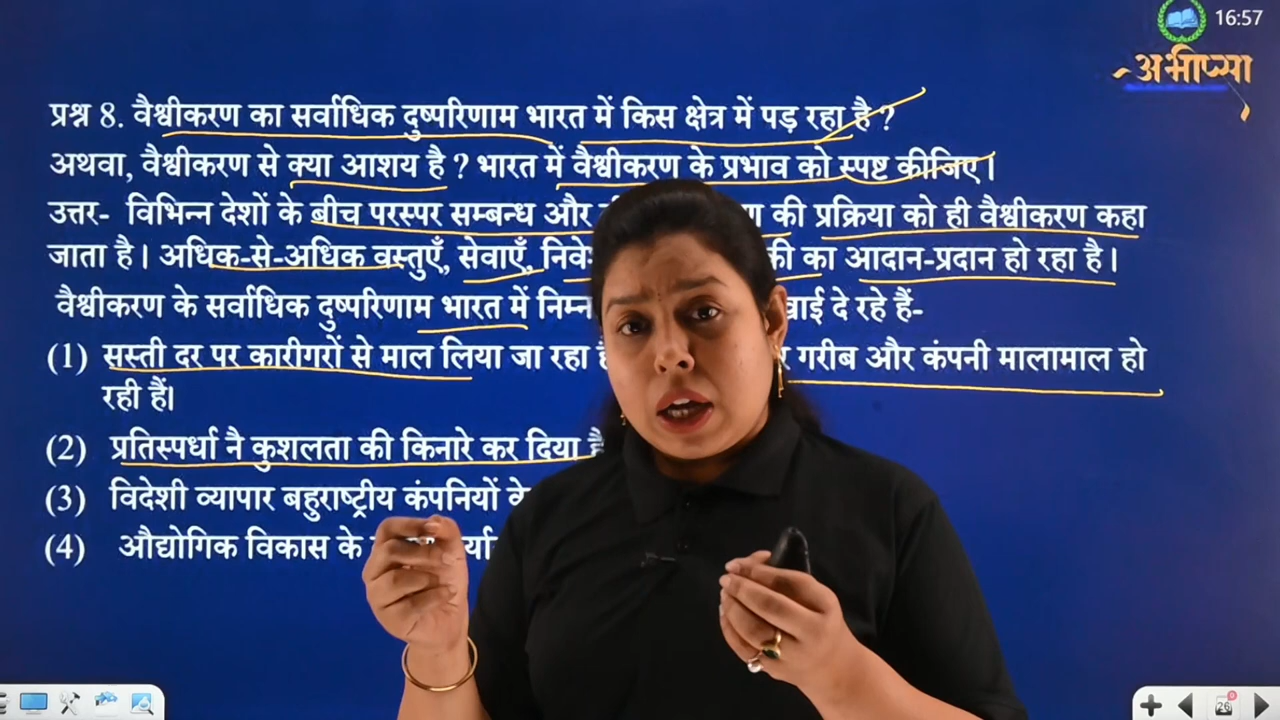 16:57
अभीप्सा
प्रश्न 8. वैश्वीकरण का सर्वाधिक दुष्परिणाम भारत में किस क्षेत्र में पड़ रहा है ?
अथवा, वैश्वीकरण से क्या आशय है ? भारत में वैश्वीकरण के प्रभाव को स्पष्ट कीजिए।
उत्तर- विभिन्न देशों के बीच परस्पर सम्बन्ध और की प्रक्रिया को ही वैश्वीकरण कहा
जाता है। अधिक-से-अधिक वस्तुएँ, सेवाएँ, का आदान-प्रदान हो रहा है।
वैश्वीकरण के सर्वाधिक दुष्परिणाम भारत में दे रहे हैं-
(1) सस्ती दर पर कारीगरों से माल लिया जा रहा गरीब और कंपनी मालामाल हो
रही हैं।
(2) प्रतिस्पर्धा नै कुशलता की किनारे कर दिया
(3) विदेशी व्यापार बहुराष्ट्रीय कंपनियों
(4) औद्योगिक विकास के
26